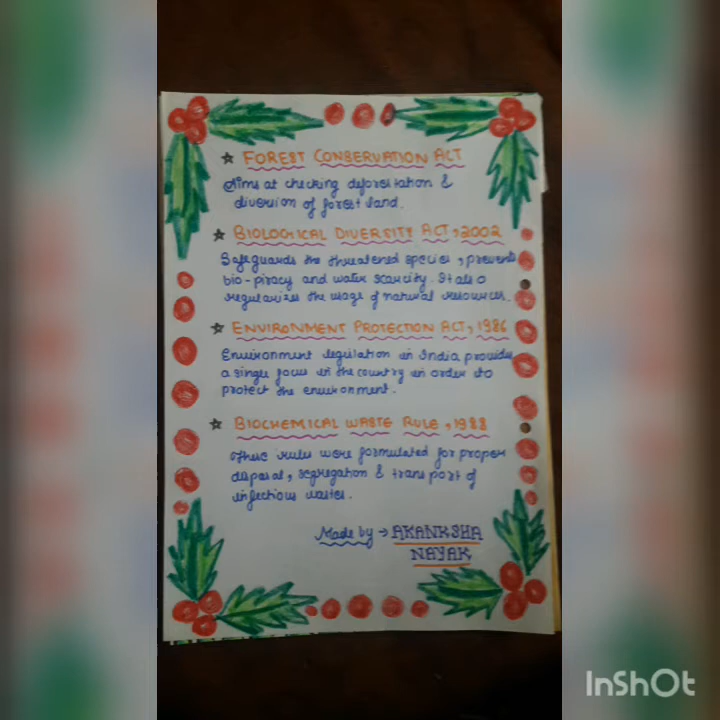 ☆ FOREST CONSERVATION ACT
Aims at checking deforestation &
diversion of forest land.
☆ BIOLOGICAL DIVERSITY ACT, 2002
Safeguards the threatened species, prevents
bio-piracy and water scarcity. It also
regularizes the usage of natural resources.
☆ ENVIRONMENT PROTECTION ACT, 1986
Environment legislation in India provides
a single focus in the country in order to
protect the environment.
☆ BIOCHEMICAL WASTE RULE, 1988
These rules were formulated for proper
disposal, segregation & transport of
infectious wastes.
Made by → AKANKSHA
NAYAK
InShOt